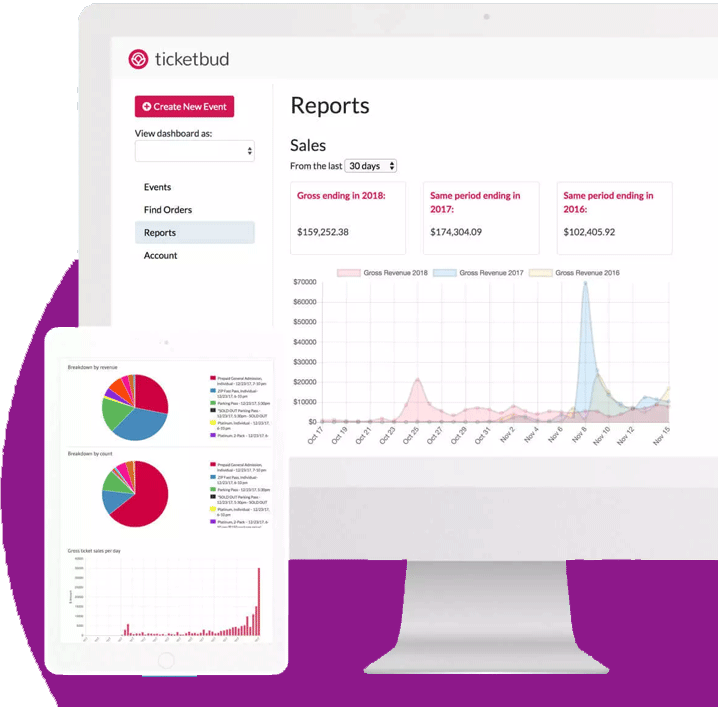 ticketbud
Create New Event
View dashboard as:
Events
Find Orders
Reports
Account
Reports
Sales
From the last 30 days
Gross ending in 2018:
$159,252.38
Same period ending in
2017:
$174,304.09
Same period ending in
2016:
$102,405.92
Gross Revenue 2018 Gross Revenue 2017 Gross Revenue 2016
$70000
$60000
$50000
$40000
$30000
$20000
$10000
$0
Oct 17 Oct 19 Oct 21 Oct 23 Oct 25 Oct 27 Oct 29 Oct 31 Nov 2 Nov 4 Nov 6 Nov 8 Nov 10 Nov 12 Nov 15
Breakdown by revenue
Prepaid General Admission,
Individual - 12/23/17, 7-10 pm
ZIP Fast Pass, Individual-
12/23/17, 6-10 pm
Parking Pass - 12/23/17, 5:30pm
*SOLD OUT Parking Pass -
12/23/17, 5:30pm - SOLD OUT
Platinum, Individual - 12/23/17,
6-10 pm
Platinum, 2-Pack - 12/23/17, 6
Breakdown by count
Prepaid General Admission,
Individual - 12/23/17, 7-10 pm
ZIP Fast Pass, Individual -
12/23/17, 6-10 pm
Parking Pass - 12/23/17, 5:30pm
*SOLD OUT Parking Pass -
12/23/17, 5:30pm - SOLD OUT
Platinum, Individual - 12/23/17,
6-10 pm
Platinum, 2-Pack - 12/23/17, 6-
Gross ticket sales per day